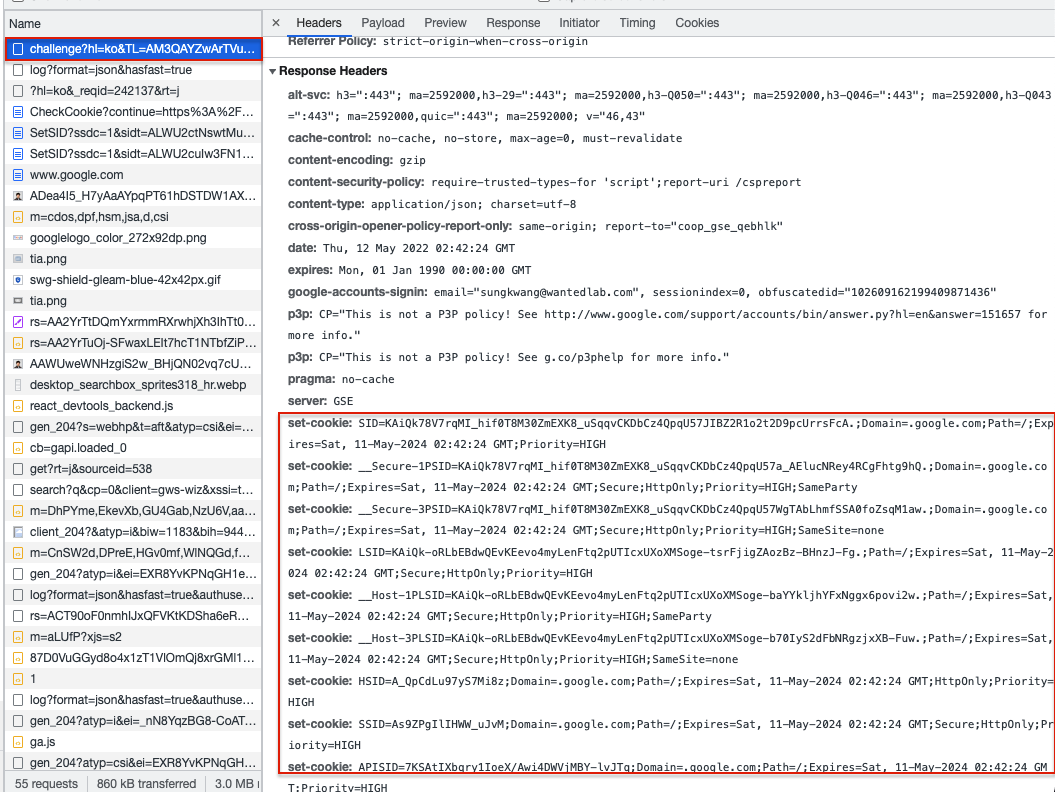 Name
challenge?hl=ko&TL=AM3QAYZwArTVu...
log?format=json&hasfast=true
?hl=ko&_reqid=242137&rt=j
CheckCookie?continue=https%3A%2F...
SetSID?ssdc=1&sidt=ALWU2ctNswtMu...
SetSID?ssdc=1&sidt=ALWU2cuIw3FN1...
www.google.com
ADea4I5_H7yAaAYpqPT61hDSTDW1AX...
m=cdos,dpf,hsm,jsa,d,csi
googlelogo_color_272x92dp.png
tia.png
swg-shield-gleam-blue-42x42px.gif
tia.png
rs=AA2YrTtDQmYxrmmRXrwhjXh3IhTt0...
rs=AA2YrTuOj-SFwaxLEIt7hcT1NTbfZiP...
AAWUweWNHzgiS2w_BHjQN02vq7cU...
desktop_searchbox_sprites318_hr.webp
react_devtools_backend.js
gen_204?s=webhp&t=aft&atyp=csi&ei=...
cb=gapi.loaded_0
get?rt=j&sourceid=538
search?q&cp=0&client=gws-wiz&xssi=t...
m=DhPYme,EkevXb,GU4Gab,NzU6V,aa...
client_204?&atyp=i&biw=1183&bih=944...
m=CnSW2d,DPreE,HGv0mf,WlNQGd,f...
gen_204?atyp=i&ei=EXR8YvKPNqGH1e...
log?format=json&hasfast=true&authuse...
rs=ACT90oF0nmhIJxQFVKtKDSha6eR...
m=aLUfP?xjs=s2
87D0VuGGyd8o4x1zT1VlOmQj8xrGMl1...
1
log?format=json&hasfast=true&authuse...
gen_204?atyp=i&ei=_nN8YqzBG8-CoAT...
ga.js
gen_204?atyp=csi&ei=EXR8YvKPNqGH...
55 requests 860 kB transferred 3.0 MB
× Headers Payload Preview Response Initiator Timing Cookies
Referrer Policy: strict-origin-when-cross-origin
Response Headers
alt-svc: h3=":443"; ma=2592000,h3-29=":443"; ma=2592000,h3-Q050=":443"; ma=2592000,h3-Q046=":443"; ma=2592000,h3-Q043
=":443"; ma=2592000,quic=":443"; ma=2592000; v="46,43"
cache-control: no-cache, no-store, max-age=0, must-revalidate
content-encoding: gzip
content-security-policy: require-trusted-types-for 'script';report-uri /cspreport
content-type: application/json; charset=utf-8
cross-origin-opener-policy-report-only: same-origin; report-to="coop_gse_qebhlk"
date: Thu, 12 May 2022 02:42:24 GMT
expires: Mon, 01 Jan 1990 00:00:00 GMT
google-accounts-signin: email="sungkwang@wantedlab.com", sessionindex=0, obfuscatedid="102609162199409871436"
p3p: CP="This is not a P3P policy! See http://www.google.com/support/accounts/bin/answer.py?hl=en&answer=151657 for
more info."
p3p: CP="This is not a P3P policy! See g.co/p3phelp for more info."
pragma: no-cache
server: GSE
set-cookie: SID=KAiQk78V7rqMI_hif0T8M30ZmEXK8_uSqqvCKDbCz4QpqU57JIBZ2R1o2t2D9pcUrrsFcA.;Domain=.google.com;Path=/;Exp
ires=Sat, 11-May-2024 02:42:24 GMT;Priority=HIGH
set-cookie: __Secure-1PSID=KAiQk78V7rqMI_hif0T8M30ZmEXK8_uSqqvCKDbCz4QpqU57a_AElucNREy4RCgFhtg9hQ.;Domain=.google.co
m;Path=/;Expires=Sat, 11-May-2024 02:42:24 GMT;Secure;HttpOnly;Priority=HIGH;SameParty
set-cookie: __Secure-3PSID=KAiQk78V7rqMI_hif0T8M30ZmEXK8_uSqqvCKDbCz4QpqU57WgTAbLhmfSSA0foZsqM1aw.;Domain=.google.co
m;Path=/;Expires=Sat, 11-May-2024 02:42:24 GMT;Secure;HttpOnly;Priority=HIGH;SameSite=none
set-cookie: LSID=KAiQk-oRLbEBdwQEvKEevo4myLenFtq2pUTIcxUXoXMSoge-tsrFjigZAozBz-BHnzJ-Fg.;Path=/;Expires=Sat, 11-May-2
024 02:42:24 GMT;Secure;HttpOnly;Priority=HIGH
set-cookie: __Host-1PLSID=KAiQk-oRLbEBdwQEvKEevo4myLenFtq2pUTIcxUXoXMSoge-baYYkljhYFxNggx6povi2w.;Path=/;Expires=Sat,
11-May-2024 02:42:24 GMT;Secure;HttpOnly;Priority=HIGH;SameParty
set-cookie: __Host-3PLSID=KAiQk-oRLbEBdwQEvKEevo4myLenFtq2pUTIcxUXoXMSoge-b70IyS2dFbNRgzjxXB-Fuw.;Path=/;Expires=Sat,
11-May-2024 02:42:24 GMT;Secure;HttpOnly;Priority=HIGH;SameSite=none
set-cookie: HSID=A_QpCdLu97yS7Mi8z;Domain=.google.com;Path=/;Expires=Sat, 11-May-2024 02:42:24 GMT;HttpOnly;Priority=
HIGH
set-cookie: SSID=As9ZPgIlIHWW_uJvM;Domain=.google.com;Path=/;Expires=Sat, 11-May-2024 02:42:24 GMT;Secure;HttpOnly;Pr
iority=HIGH
set-cookie: APISID=7KSAtIXbqry1IoeX/Awi4DWVjMBY-lvJTq;Domain=.google.com;Path=/;Expires=Sat, 11-May-2024 02:42:24 GM
T;Priority=HIGH